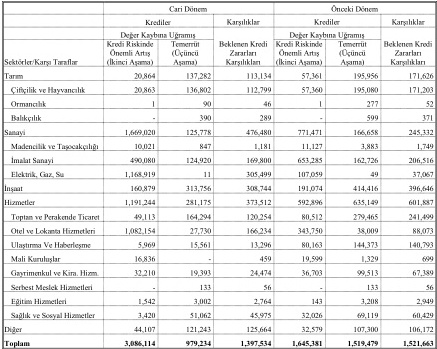 Cari Dönem Önceki Dönem
Krediler Karşılıklar Krediler Karşılıklar
Değer Kaybına Uğramış Değer Kaybına Uğramış
Sektörler/Karşı Taraflar Kredi Riskinde Önemli Artış (İkinci Aşama) Temerrüt (Üçüncü Aşama) Beklenen Kredi Zararları Karşılıkları Kredi Riskinde Önemli Artış (İkinci Aşama) Temerrüt (Üçüncü Aşama) Beklenen Kredi Zararları Karşılıkları
Tarım 20,864 137,282 113,134 57,361 195,956 171,626
Çiftçilik ve Hayvancılık 20,863 136,802 112,799 57,360 195,080 171,203
Ormancılık 1 90 46 1 277 52
Balıkçılık - 390 289 - 599 371
Sanayi 1,669,020 125,778 476,480 771,471 166,658 245,332
Madencilik ve Taşocakçılığı 10,021 847 1,181 11,127 3,883 1,749
İmalat Sanayi 490,080 124,920 169,800 653,285 162,726 206,516
Elektrik, Gaz, Su 1,168,919 11 305,499 107,059 49 37,067
İnşaat 160,879 313,756 308,744 191,074 414,416 396,646
Hizmetler 1,191,244 281,175 373,512 592,896 635,149 601,887
Toptan ve Perakende Ticaret 49,113 164,294 120,254 80,512 279,465 241,499
Otel ve Lokanta Hizmetleri 1,082,154 27,730 166,234 343,750 38,009 88,073
Ulaştırma Ve Haberleşme 5,969 15,561 13,296 80,163 144,373 140,793
Mali Kuruluşlar 16,836 - 459 19,599 1,329 699
Gayrimenkul ve Kira. Hizm. 32,210 19,393 24,474 36,703 99,513 67,389
Serbest Meslek Hizmetleri - 133 56 - 133 56
Eğitim Hizmetleri 1,542 3,002 2,764 143 3,208 2,949
Sağlık ve Sosyal Hizmetler 3,420 51,062 45,975 32,026 69,119 60,429
Diğer 44,107 121,243 125,664 32,579 107,300 106,172
Toplam 3,086,114 979,234 1,397,534 1,645,381 1,519,479 1,521,663